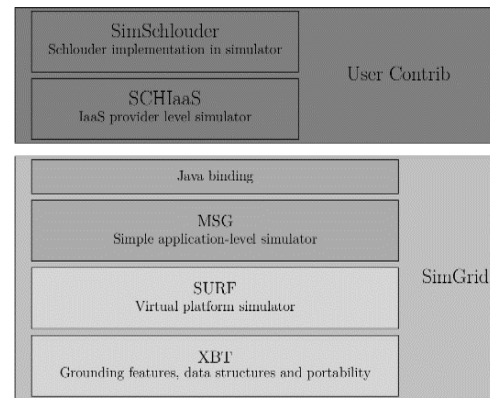 SimSchlouder
Schlouder implementation in simulator
SCHIaaS
IaaS provider level simulator
User Contrib
Java binding
MSG
Simple application-level simulator
SURF
Virtual platform simulator
XBT
Grounding features, data structures and portability
SimGrid